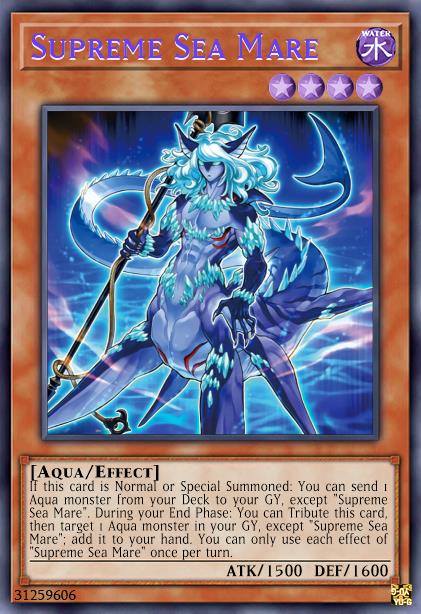 Supreme Sea Mare
WATER
水
[Aqua/Effect]
If this card is Normal or Special Summoned: You can send 1
Aqua monster from your Deck to your GY, except "Supreme
Sea Mare". During your End Phase: You can Tribute this card,
then target 1 Aqua monster in your GY, except "Supreme Sea
Mare"; add it to your hand. You can only use each effect of
"Supreme Sea Mare" once per turn.
ATK/1500 DEF/1600
31259606